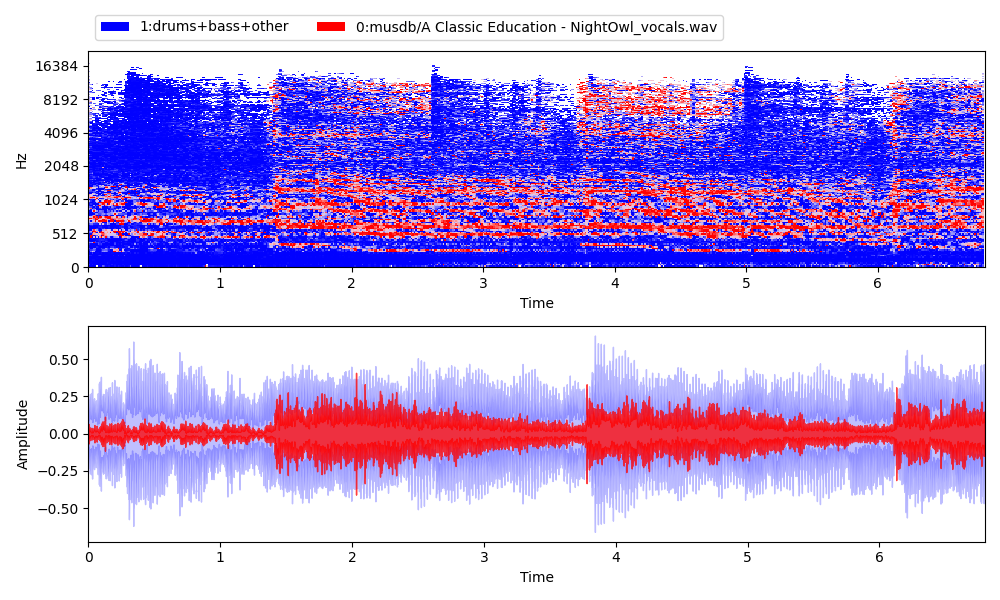 1:drums+bass+other 0:musdb/A Classic Education - NightOwl_vocals.wav
16384
8192
4096
2048
1024
512
0
Hz
0 1 2 3 4 5 6
Time
0.50
0.25
0.00
−0.25
−0.50
Amplitude
0 1 2 3 4 5 6
Time